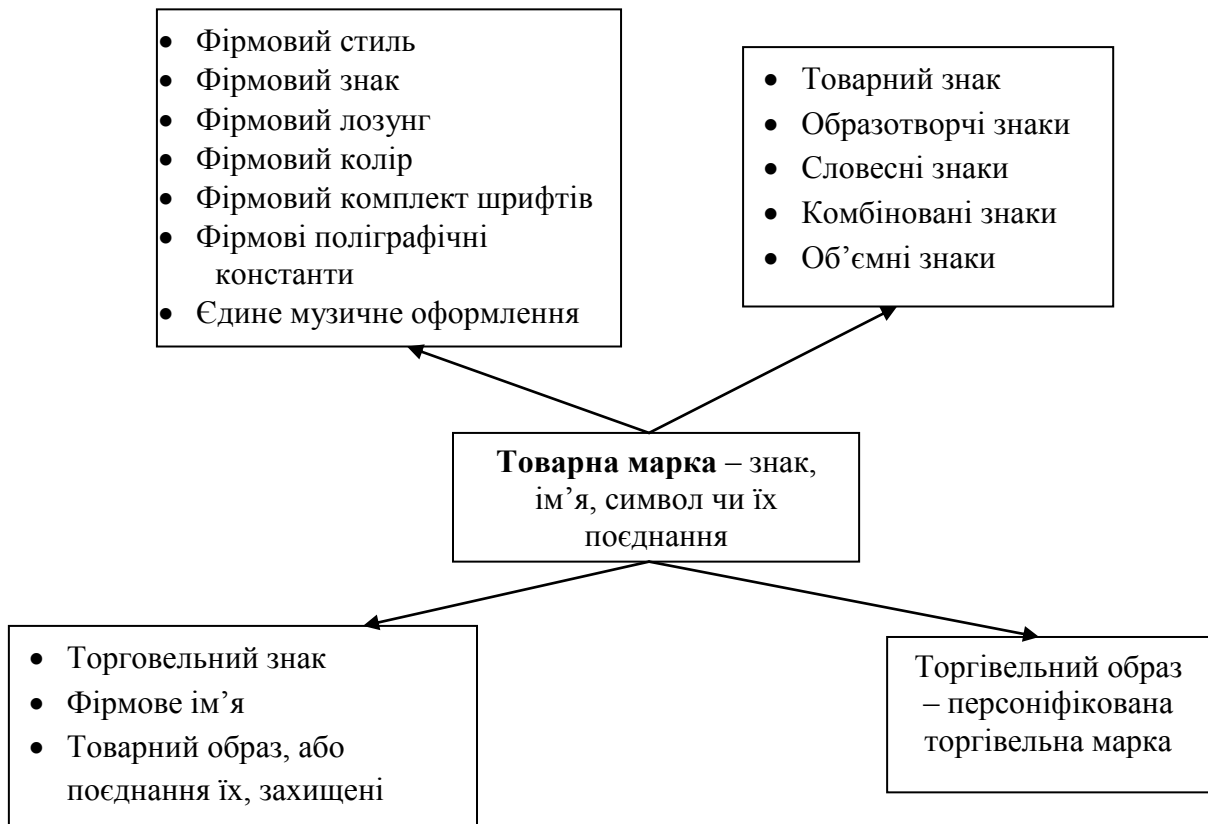 • Фірмовий стиль
• Фірмовий знак
• Фірмовий лозунг
• Фірмовий колір
• Фірмовий комплект шрифтів
• Фірмові поліграфічні
константи
• Єдине музичне оформлення
• Товарний знак
• Образотворчі знаки
• Словесні знаки
• Комбіновані знаки
• Об’ємні знаки
Товарна марка – знак,
ім’я, символ чи їх
поєднання
• Торговельний знак
• Фірмове ім’я
• Товарний образ, або
поєднання їх, захищені
Торгівельний образ
– персоніфікована
торгівельна марка